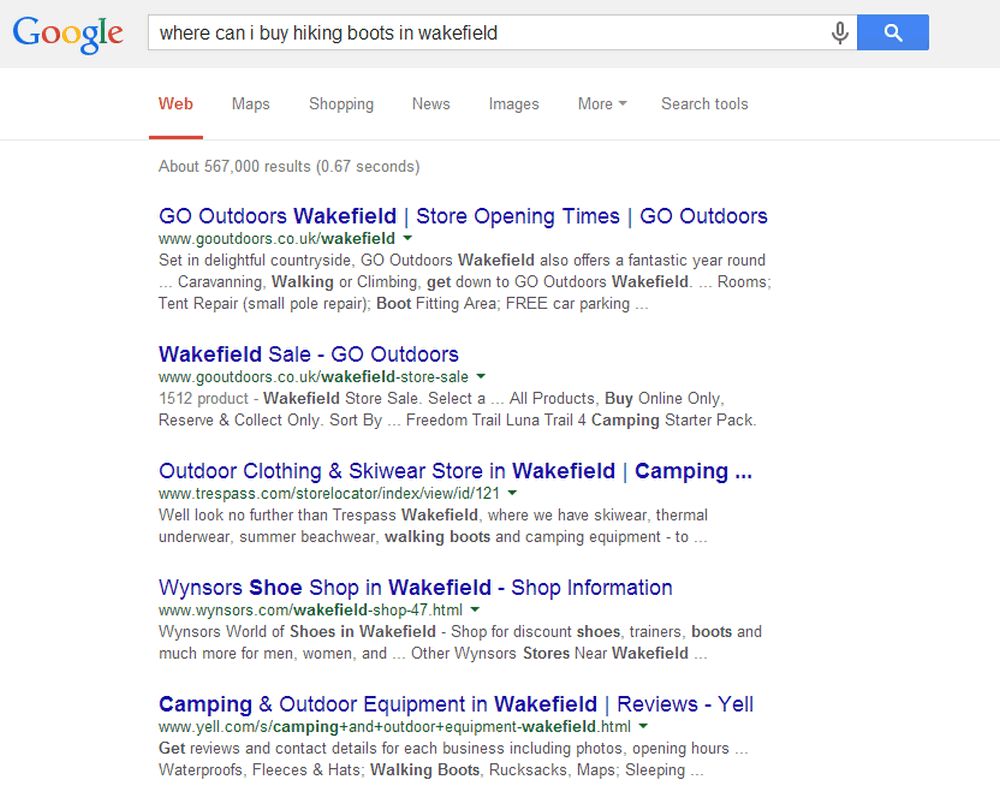 Google
where can i buy hiking boots in wakefield
Web Maps Shopping News Images More Search tools
About 567,000 results (0.67 seconds)
GO Outdoors Wakefield | Store Opening Times | GO Outdoors
www.gooutdoors.co.uk/wakefield
Set in delightful countryside, GO Outdoors Wakefield also offers a fantastic year round
... Caravanning, Walking or Climbing, get down to GO Outdoors Wakefield. ... Rooms;
Tent Repair (small pole repair); Boot Fitting Area; FREE car parking ...
Wakefield Sale - GO Outdoors
www.gooutdoors.co.uk/wakefield-store-sale
1512 product - Wakefield Store Sale. Select a ... All Products, Buy Online Only,
Reserve & Collect Only. Sort By ... Freedom Trail Luna Trail 4 Camping Starter Pack.
Outdoor Clothing & Skiwear Store in Wakefield | Camping ...
www.trespass.com/storelocator/index/view/id/121
Well look no further than Trespass Wakefield, where we have skiwear, thermal
underwear, summer beachwear, walking boots and camping equipment - to ...
Wynsors Shoe Shop in Wakefield - Shop Information
www.wynsors.com/wakefield-shop-47.html
Wynsors World of Shoes in Wakefield - Shop for discount shoes, trainers, boots and
much more for men, women, and ... Other Wynsors Stores Near Wakefield ...
Camping & Outdoor Equipment in Wakefield | Reviews - Yell
www.yell.com/s/camping+and+outdoor+equipment-wakefield.html
Get reviews and contact details for each business including photos, opening hours ...
Waterproofs, Fleeces & Hats; Walking Boots, Rucksacks, Maps; Sleeping ...